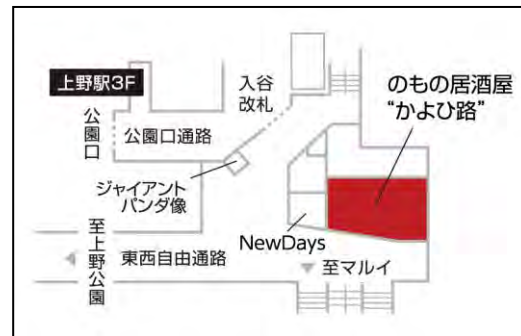 上野駅3F
入谷
改札
のもの居酒屋
“かよひ路”
公園口
公園口通路
ジャイアント
パンダ像
NewDays
至上野公園
東西自由通路
至マルイ